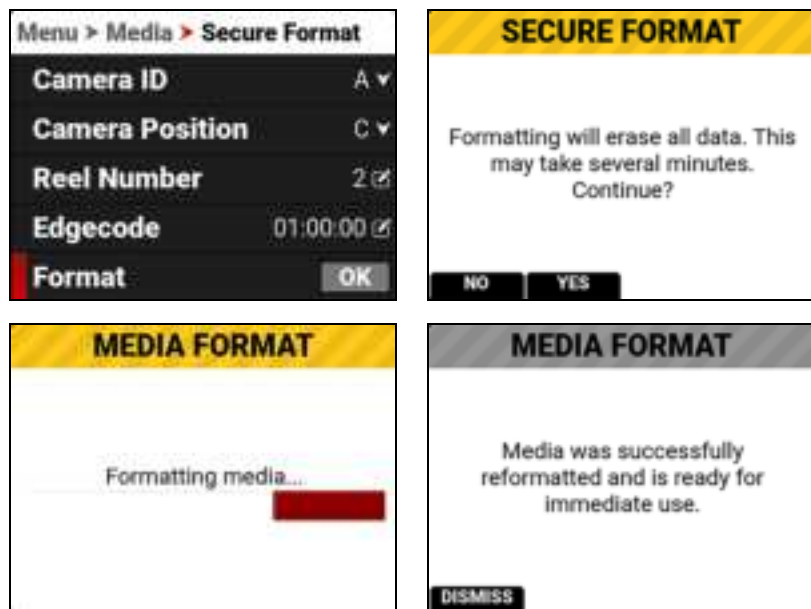 Menu > Media > Secure Format
Camera ID A
Camera Position C
Reel Number 2
Edgecode 01:00:00
Format OK
SECURE FORMAT
Formatting will erase all data. This
may take several minutes.
Continue?
NO YES
MEDIA FORMAT
Formatting media...
MEDIA FORMAT
Media was successfully
reformatted and is ready for
immediate use.
DISMISS